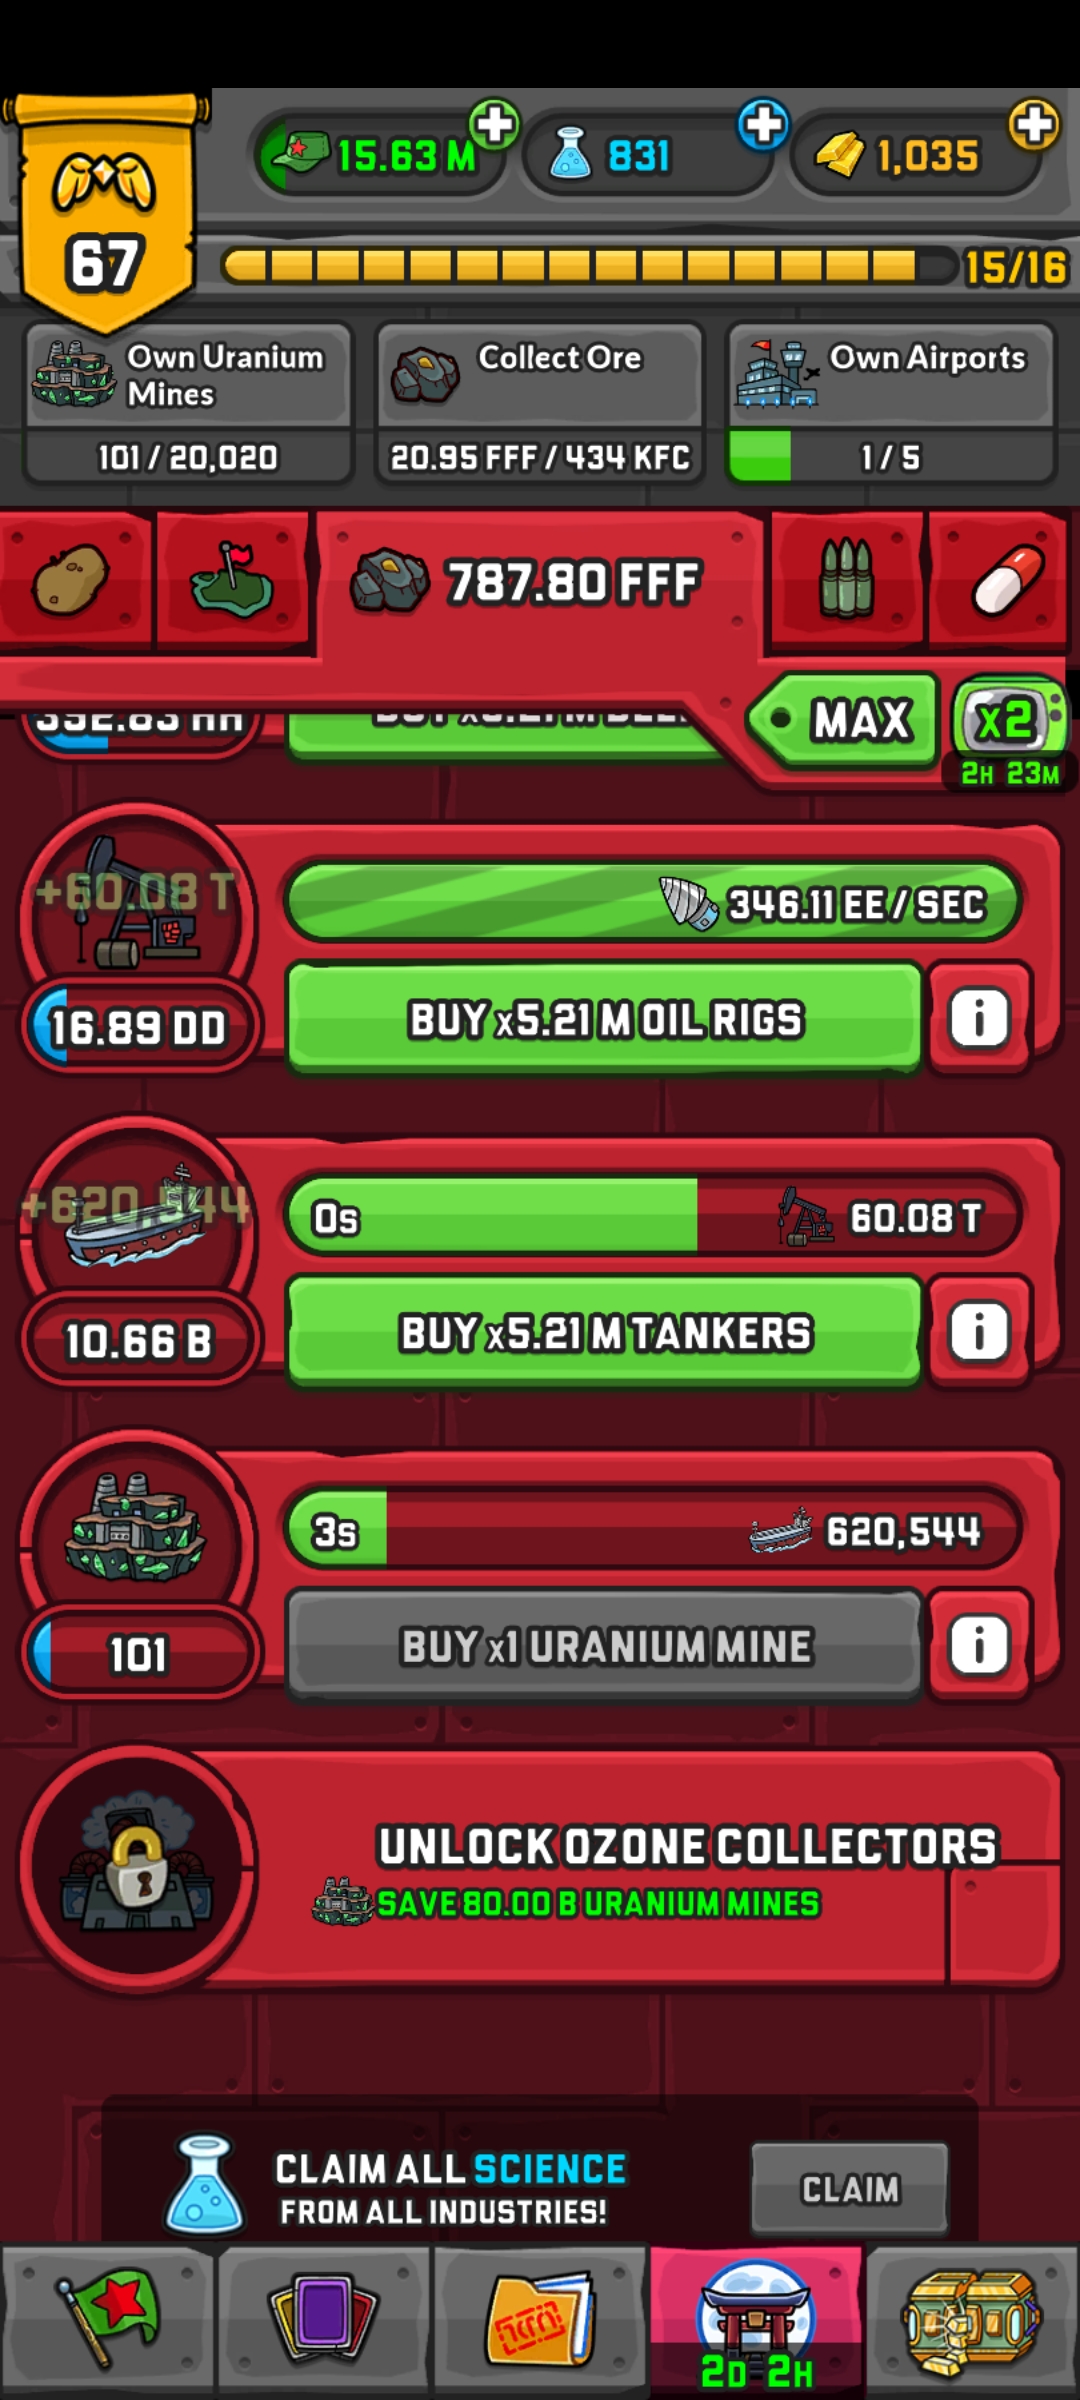 67
15.63 M
831
1,035
15/16
Own Uranium
Mines
101 / 20,020
Collect Ore
20.95 FFF / 434 KFC
Own Airports
1 / 5
787.80 FFF
MAX
x2
2H 23M
+60.08 T
346.11 EE / SEC
16.89 DD
BUY x5.21 M OIL RIGS
i
+620,544
0s
60.08 T
10.66 B
BUY x5.21 M TANKERS
i
3s
620,544
101
BUY x1 URANIUM MINE
i
UNLOCK OZONE COLLECTORS
SAVE 80.00 B URANIUM MINES
CLAIM ALL SCIENCE
FROM ALL INDUSTRIES!
CLAIM
2D 2H